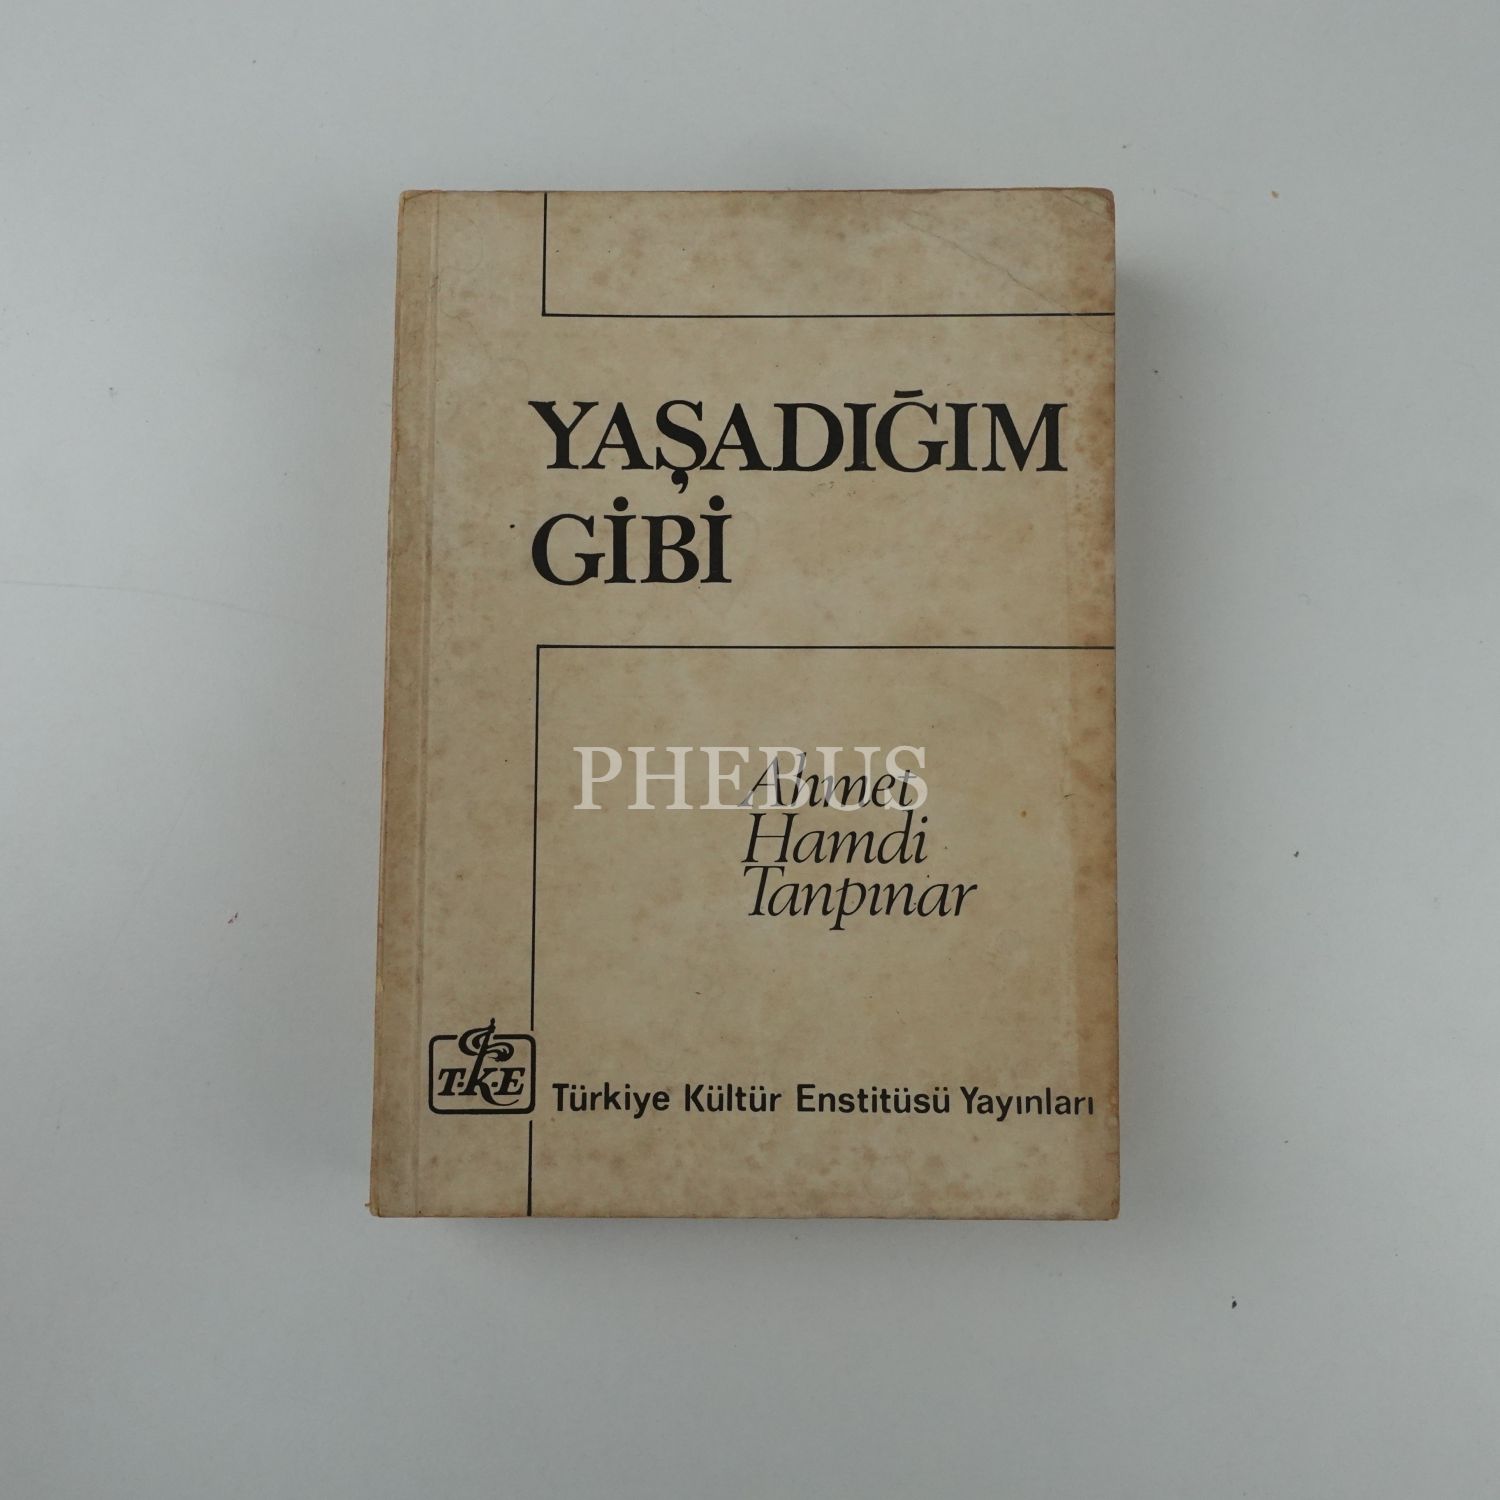 YAŞADIĞIM
GİBİ
PHEBUS
Ahmet
Hamdi
Tanpınar
T.K.E
Türkiye Kültür Enstitüsü Yayınları